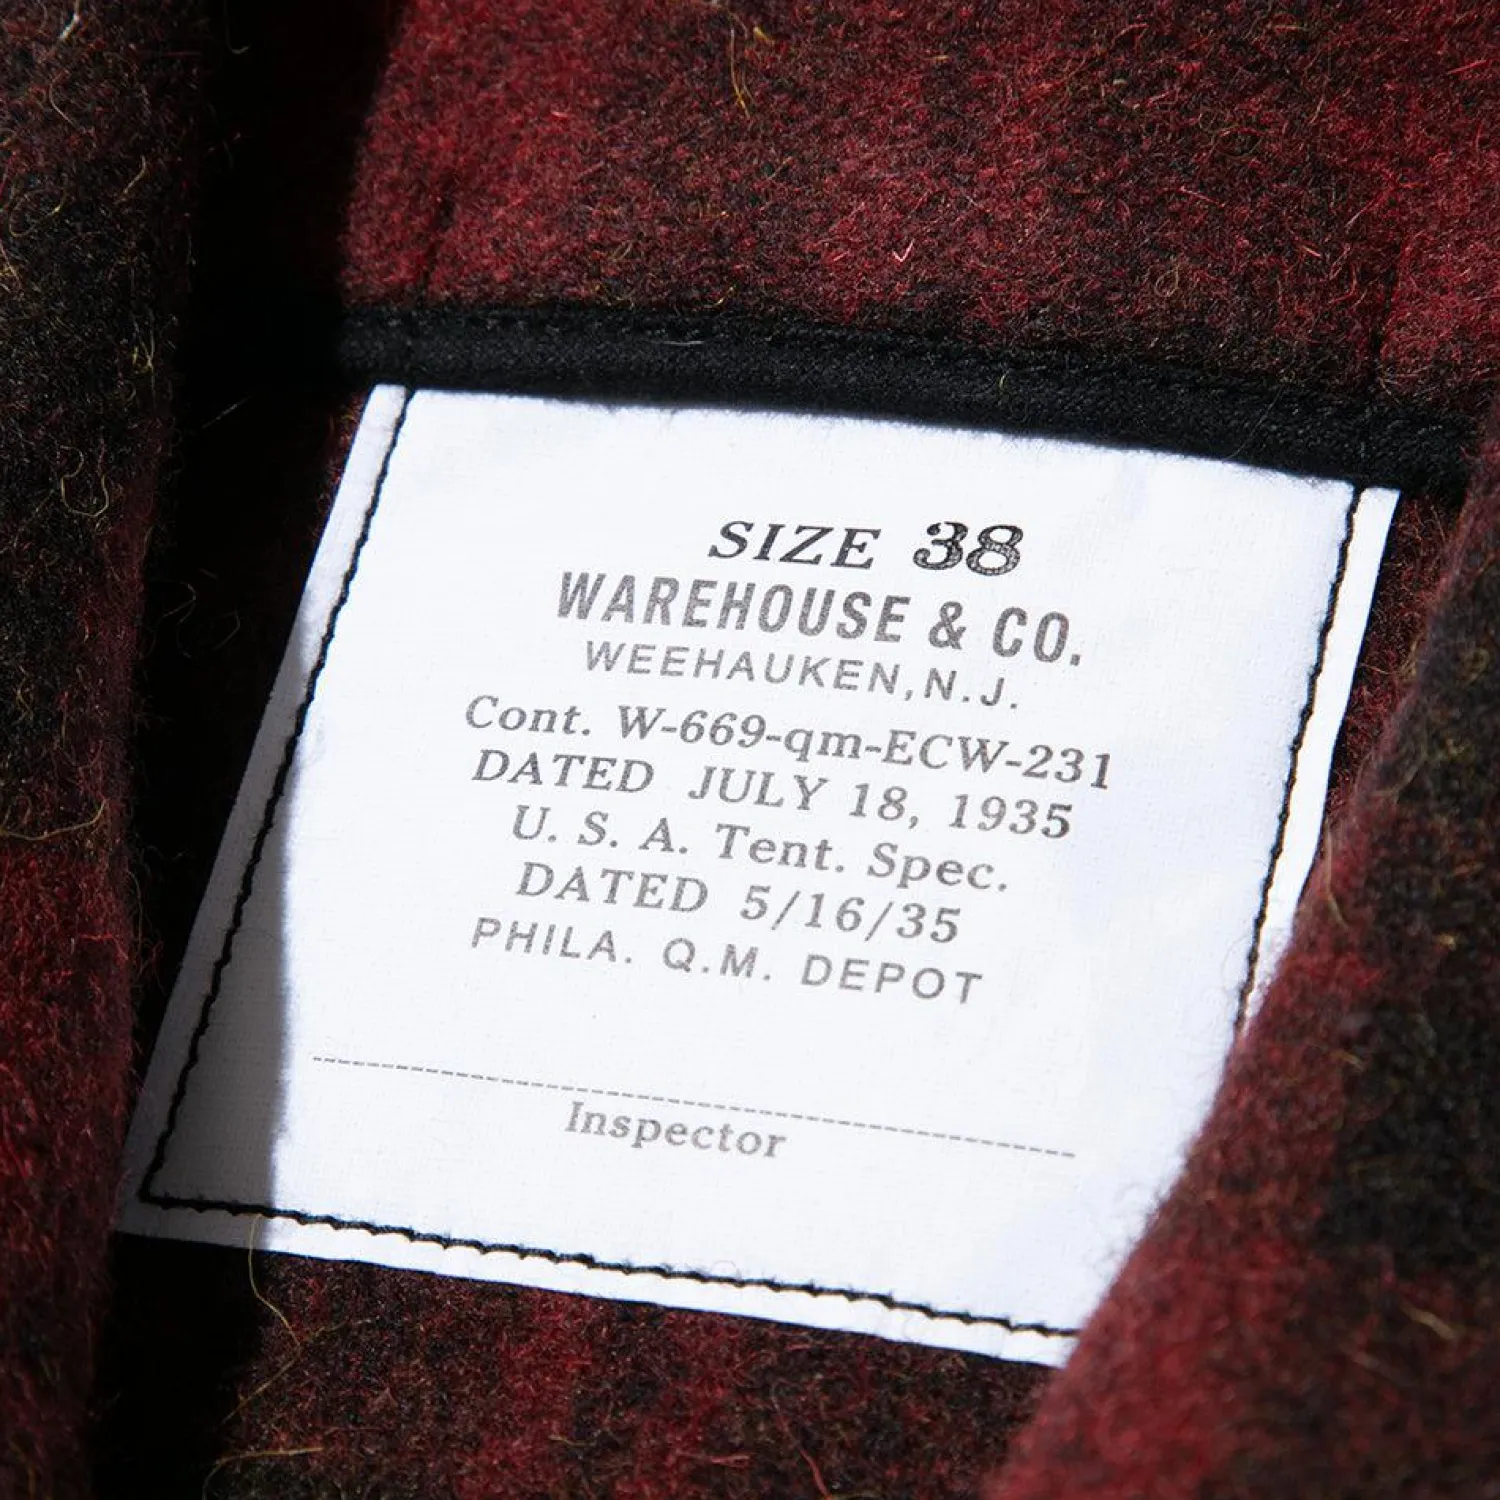 SIZE 38
WAREHOUSE & CO.
WEEHAUKEN,N.J.
Cont. W-669-qm-ECW-231
DATED JULY 18, 1935
U. S. A. Tent. Spec.
DATED 5/16/35
PHILA. Q.M. DEPOT
Inspector